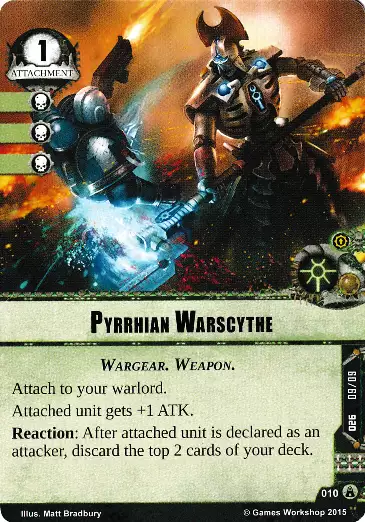 1
ATTACHMENT
PYRRHIAN WARSCYTHE
WARGEAR. WEAPON.
Attach to your warlord.
Attached unit gets +1 ATK.
Reaction: After attached unit is declared as an
attacker, discard the top 2 cards of your deck.
026 09/09
010 A
Illus. Matt Bradbury
© Games Workshop 2015